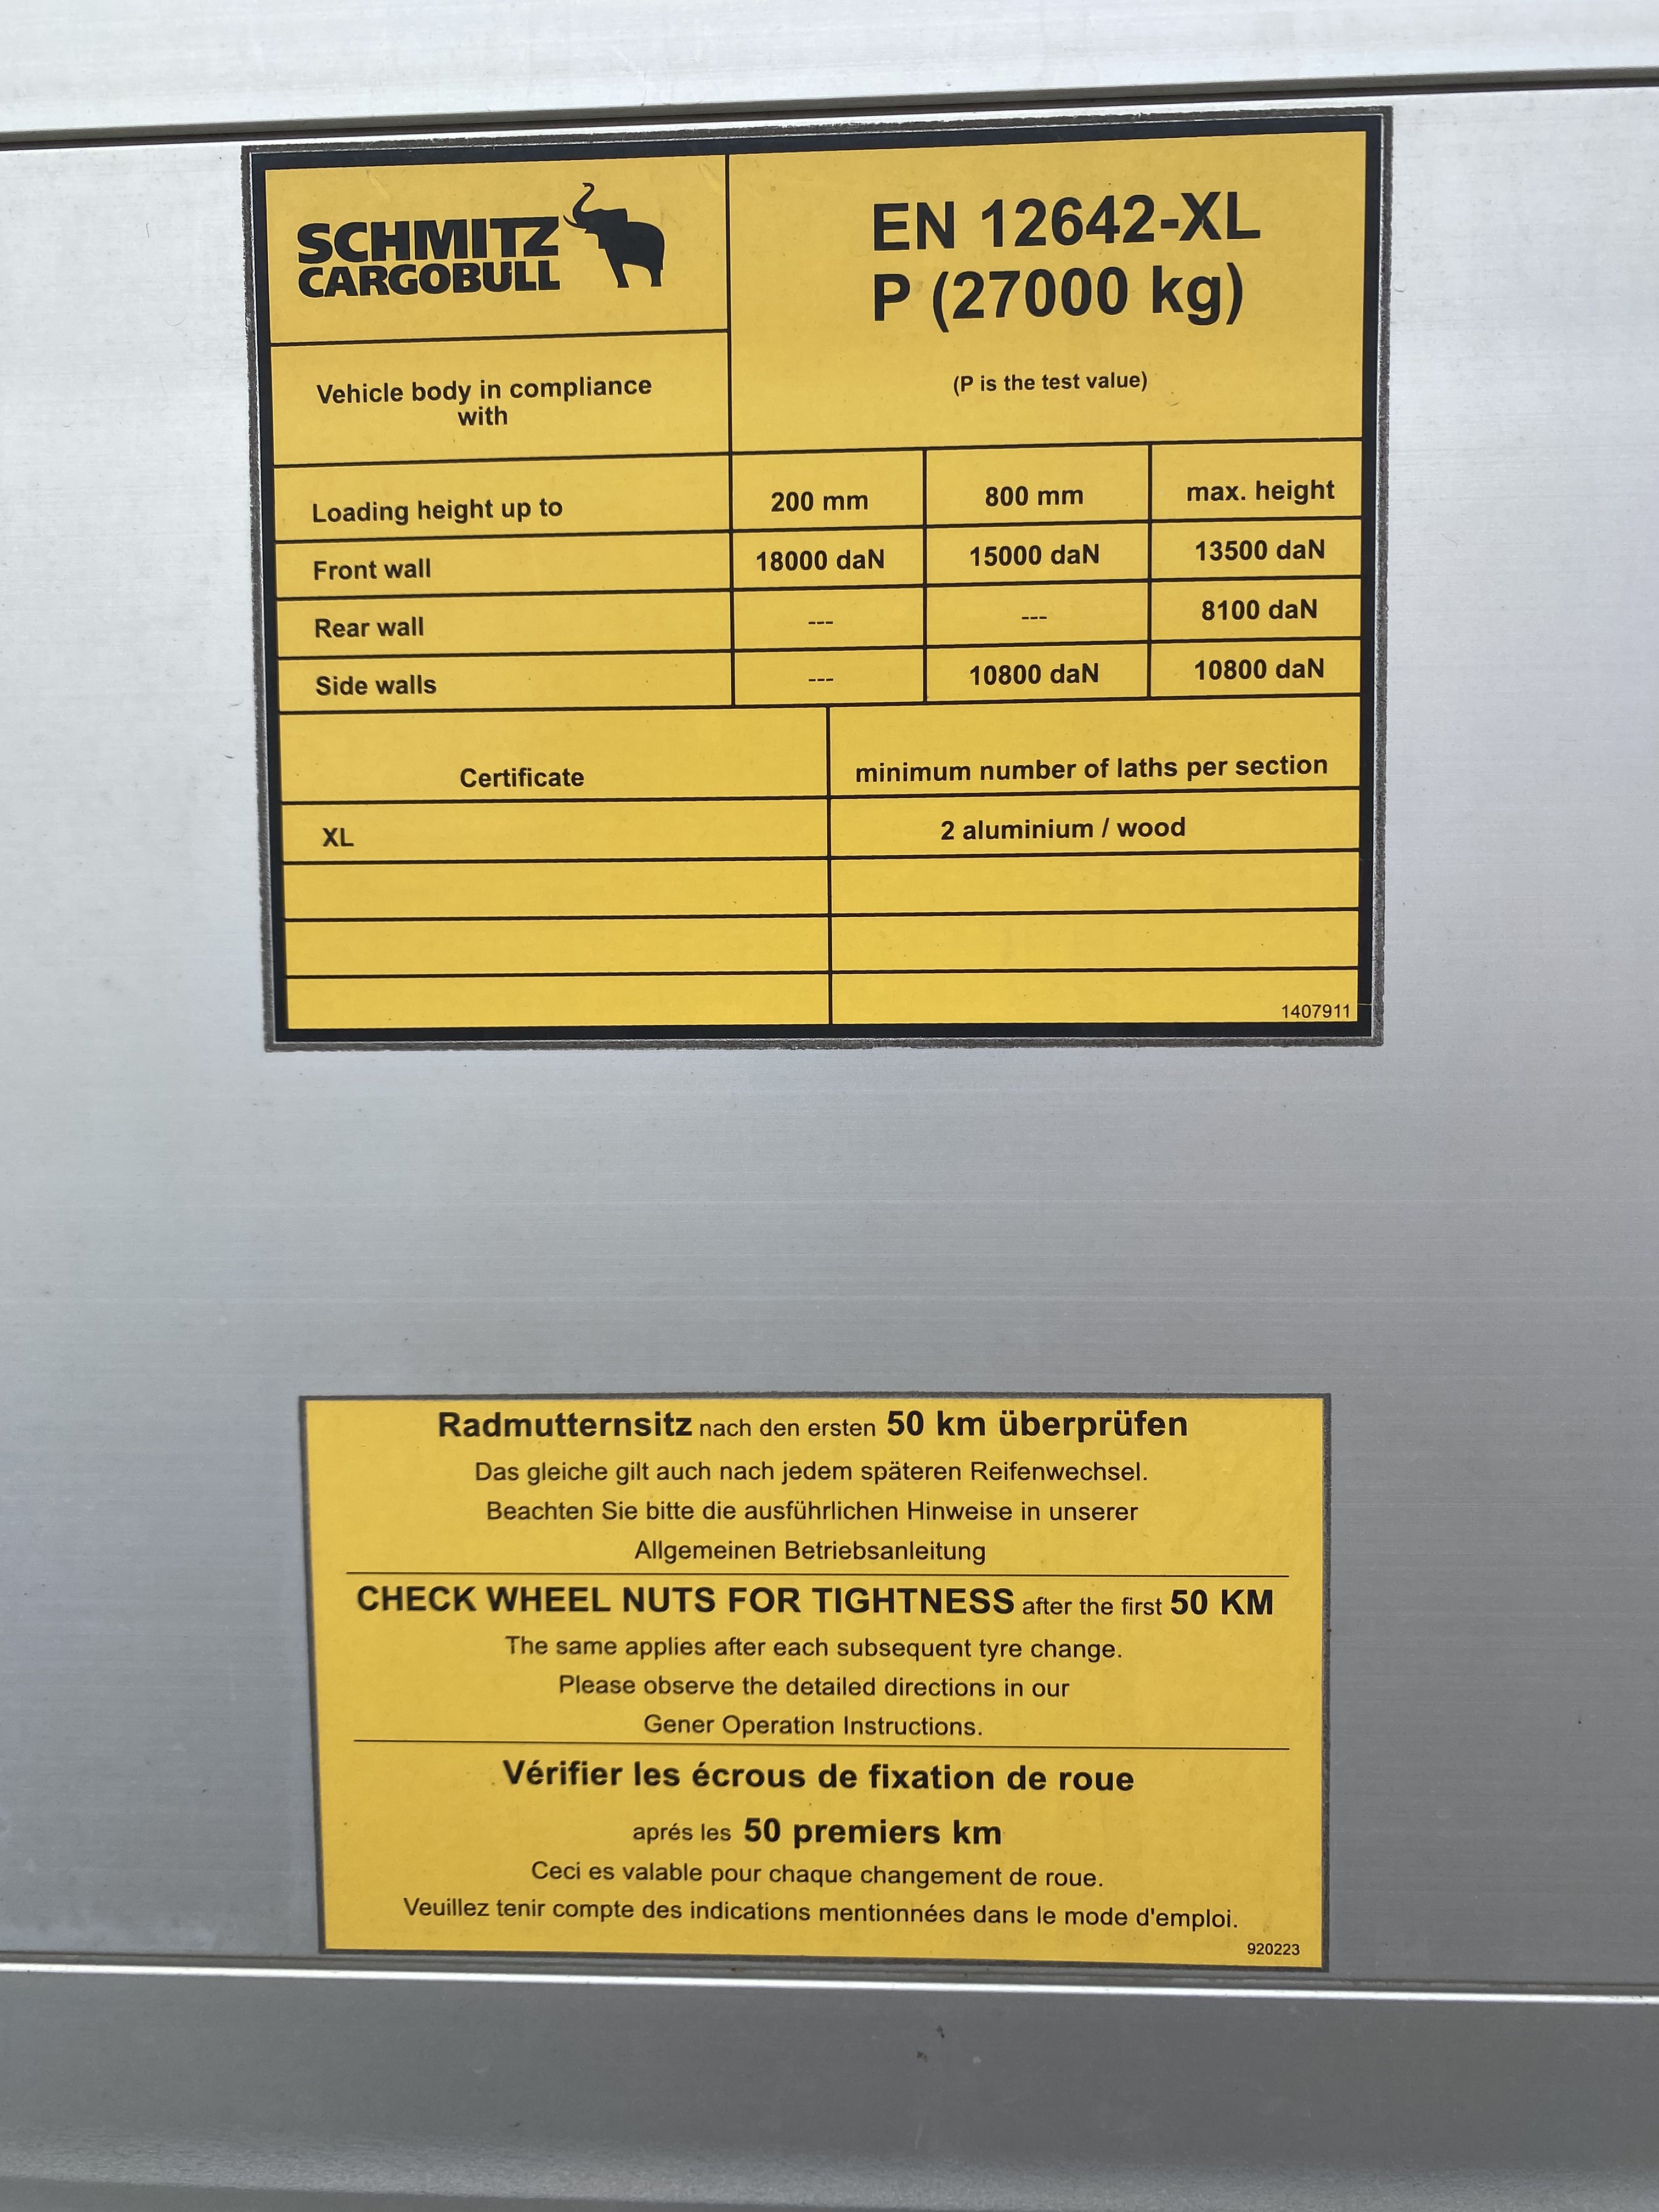 SCHMITZ
CARGOBULL
EN 12642-XL
P (27000 kg)
(P is the test value)
Vehicle body in compliance
with
Loading height up to 200 mm 800 mm max. height
Front wall 18000 daN 15000 daN 13500 daN
Rear wall --- --- 8100 daN
Side walls --- 10800 daN 10800 daN
Certificate minimum number of laths per section
XL 2 aluminium / wood
1407911
Radmutternsitz nach den ersten 50 km überprüfen
Das gleiche gilt auch nach jedem späteren Reifenwechsel.
Beachten Sie bitte die ausführlichen Hinweise in unserer
Allgemeinen Betriebsanleitung
CHECK WHEEL NUTS FOR TIGHTNESS after the first 50 KM
The same applies after each subsequent tyre change.
Please observe the detailed directions in our
Gener Operation Instructions.
Vérifier les écrous de fixation de roue
aprés les 50 premiers km
Ceci es valable pour chaque changement de roue.
Veuillez tenir compte des indications mentionnées dans le mode d'emploi.
920223